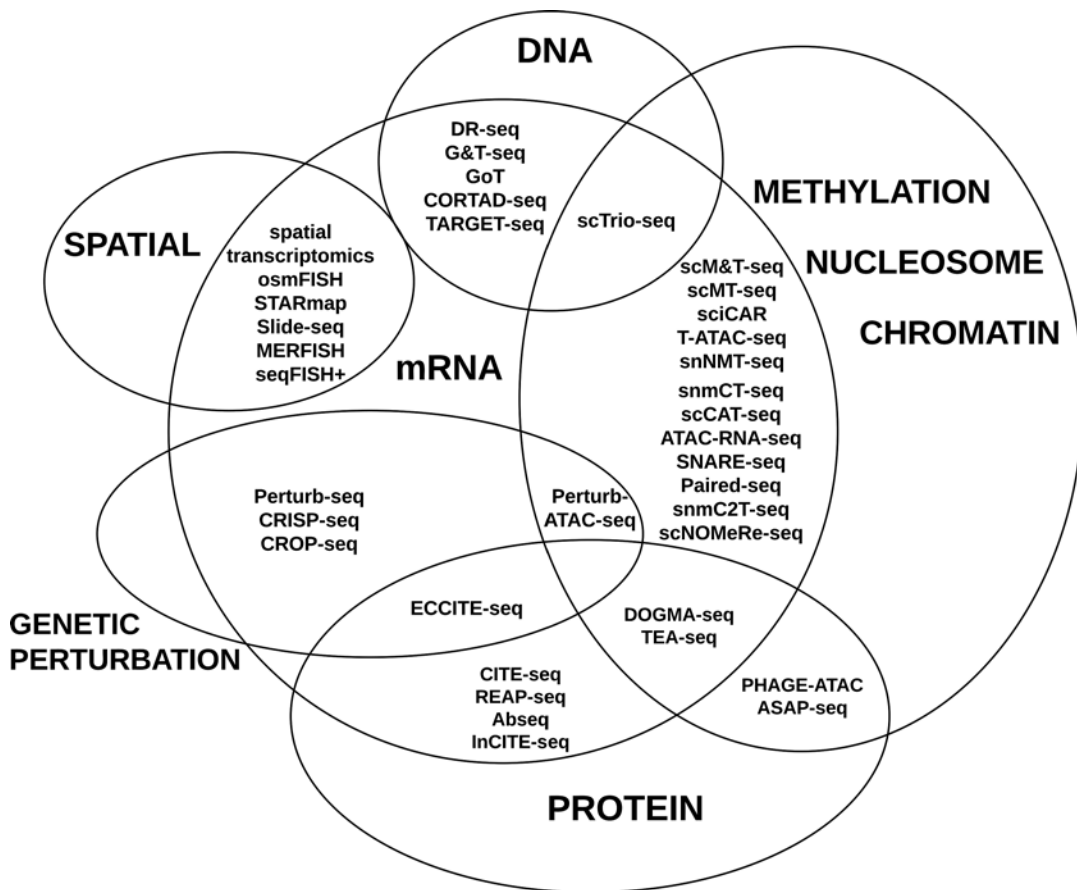 DNA
DR-seq
G&T-seq
GoT
CORTAD-seq
TARGET-seq
scTrio-seq
METHYLATION
NUCLEOSOME
CHROMATIN
SPATIAL
spatial
transcriptomics
osmFISH
STARmap
Slide-seq
MERFISH
seqFISH+
mRNA
scM&T-seq
scMT-seq
sciCAR
T-ATAC-seq
snNMT-seq
snmCT-seq
scCAT-seq
ATAC-RNA-seq
SNARE-seq
Paired-seq
snmC2T-seq
scNOMeRe-seq
Perturb-seq
CRISP-seq
CROP-seq
Perturb-
ATAC-seq
ECCITE-seq
GENETIC
PERTURBATION
DOGMA-seq
TEA-seq
CITE-seq
REAP-seq
Abseq
InCITE-seq
PHAGE-ATAC
ASAP-seq
PROTEIN